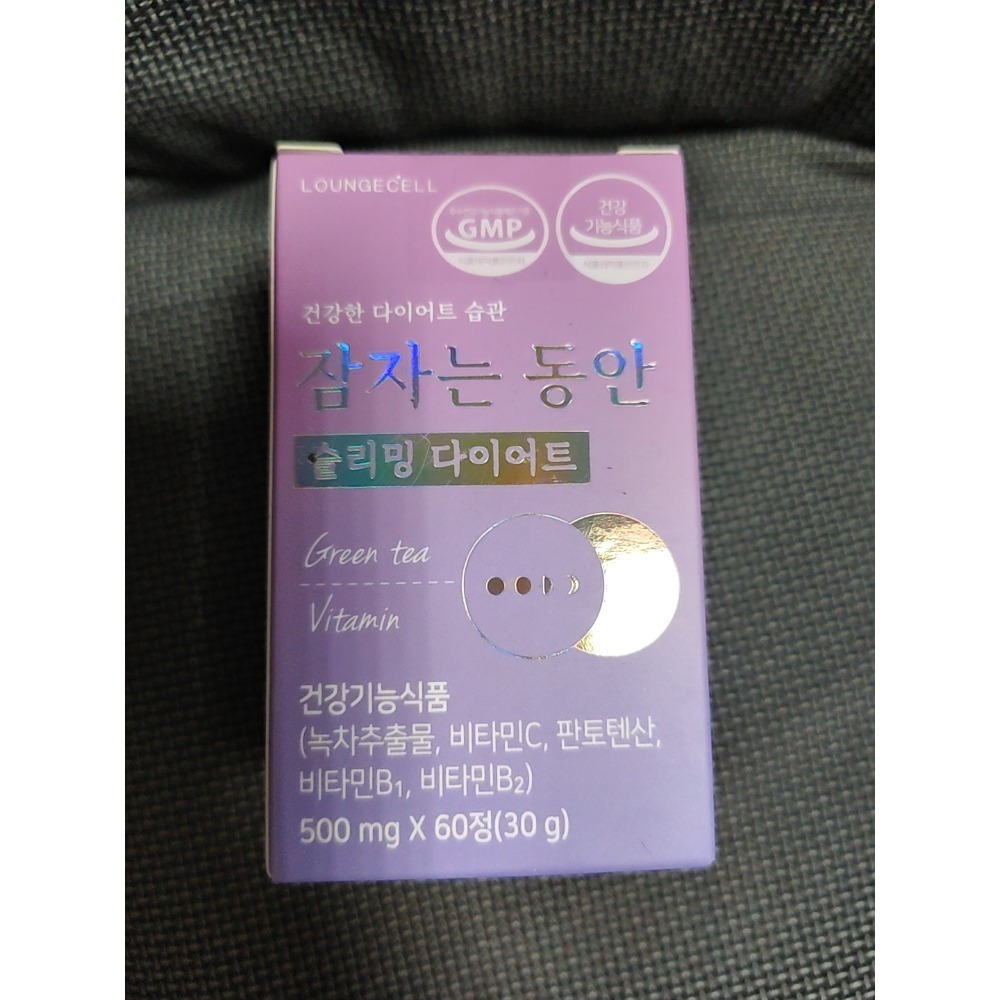 LOUNGECELL
GMP
건강
기능식품
건강한 다이어트 습관
잠자는 동안
슬리밍 다이어트
Green tea
Vitamin
건강기능식품
(녹차추출물, 비타민C, 판토텐산,
비타민B₁, 비타민B₂)
500 mg X 60정(30 g)